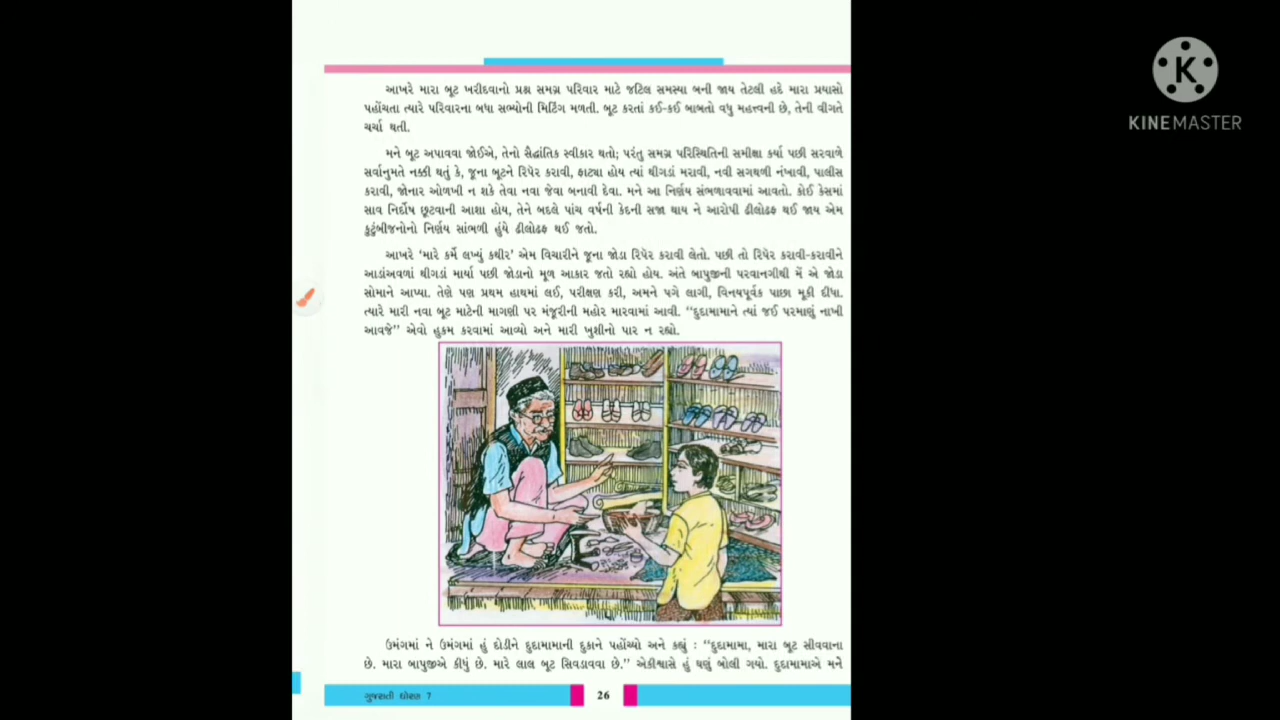 આખરે મારા બૂટ ખરીદવાનો પ્રશ્ન સમગ્ર પરિવાર માટે જટિલ સમસ્યા બની જાય તેટલી હદે મારા પ્રયાસો
પહોંચતા ત્યારે પરિવારના બધા સભ્યોની મિટિંગ મળતી. બૂટ કરતાં કઈ-કઈ બાબતો વધુ મહત્ત્વની છે, તેની વીગતે
ચર્ચા થતી.
મને બૂટ અપાવવા જોઈએ, તેનો સૈદ્ધાંતિક સ્વીકાર થતો; પરંતુ સમગ્ર પરિસ્થિતિની સમીક્ષા કર્યા પછી સરવાળે
સર્વાનુમતે નક્કી થતું કે, જૂના બૂટને રિપેર કરાવી, ફાટ્યા હોય ત્યાં થીગડાં મરાવી, નવી સગથળી નંખાવી, પાલીસ
કરાવી, જોનાર ઓળખી ન શકે તેવા નવા જેવા બનાવી દેવા. મને આ નિર્ણય સંભળાવવામાં આવતો. કોઈ કેસમાં
સાવ નિર્દોષ છૂટવાની આશા હોય, તેને બદલે પાંચ વર્ષની કેદની સજા થાય ને આરોપી ઢીલોઢફ થઈ જાય એમ
કુટુંબીજનોનો નિર્ણય સાંભળી હુંયે ઢીલોઢફ થઈ જતો.
આખરે ‘મારે કર્મે લખ્યું કથીર’ એમ વિચારીને જૂના જોડા રિપેર કરાવી લેતો. પછી તો રિપેર કરાવી-કરાવીને
આડાંઅવળાં થીગડાં માર્યા પછી જોડાનો મૂળ આકાર જતો રહ્યો હોય. અંતે બાપુજીની પરવાનગીથી મેં એ જોડા
સોમાને આપ્યા. તેણે પણ પ્રથમ હાથમાં લઈ, પરીક્ષણ કરી, અમને પગે લાગી, વિનયપૂર્વક પાછા મૂકી દીધા.
ત્યારે મારી નવા બૂટ માટેની માગણી પર મંજૂરીની મહોર મારવામાં આવી. “દુદામામાને ત્યાં જઈ પરમાણું નાખી
આવજે” એવો હુકમ કરવામાં આવ્યો અને મારી ખુશીનો પાર ન રહ્યો.
ઉમંગમાં ને ઉમંગમાં હું દોડીને દુદામામાની દુકાને પહોંચ્યો અને કહ્યું : “દુદામામા, મારા બૂટ સીવવાના
છે. મારા બાપુજીએ કીધું છે. મારે લાલ બૂટ સિવડાવવા છે.” એકીશ્વાસે હું ઘણું બોલી ગયો. દુદામામાએ મને
ગુજરાતી ધોરણ 7
26
K
KINEMASTER